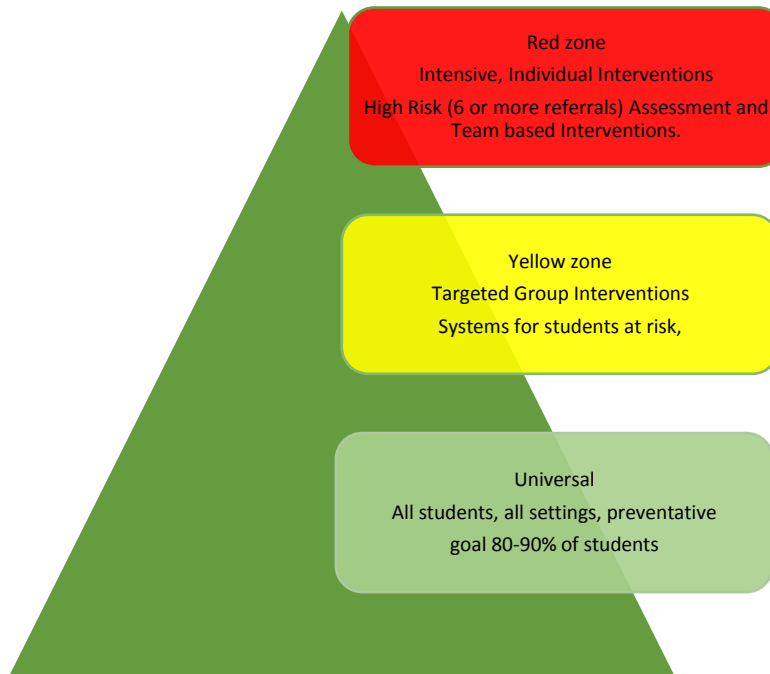 Red zone
Intensive, Individual Interventions
High Risk (6 or more referrals) Assessment and
Team based Interventions.
Yellow zone
Targeted Group Interventions
Systems for students at risk,
Universal
All students, all settings, preventative
goal 80-90% of students